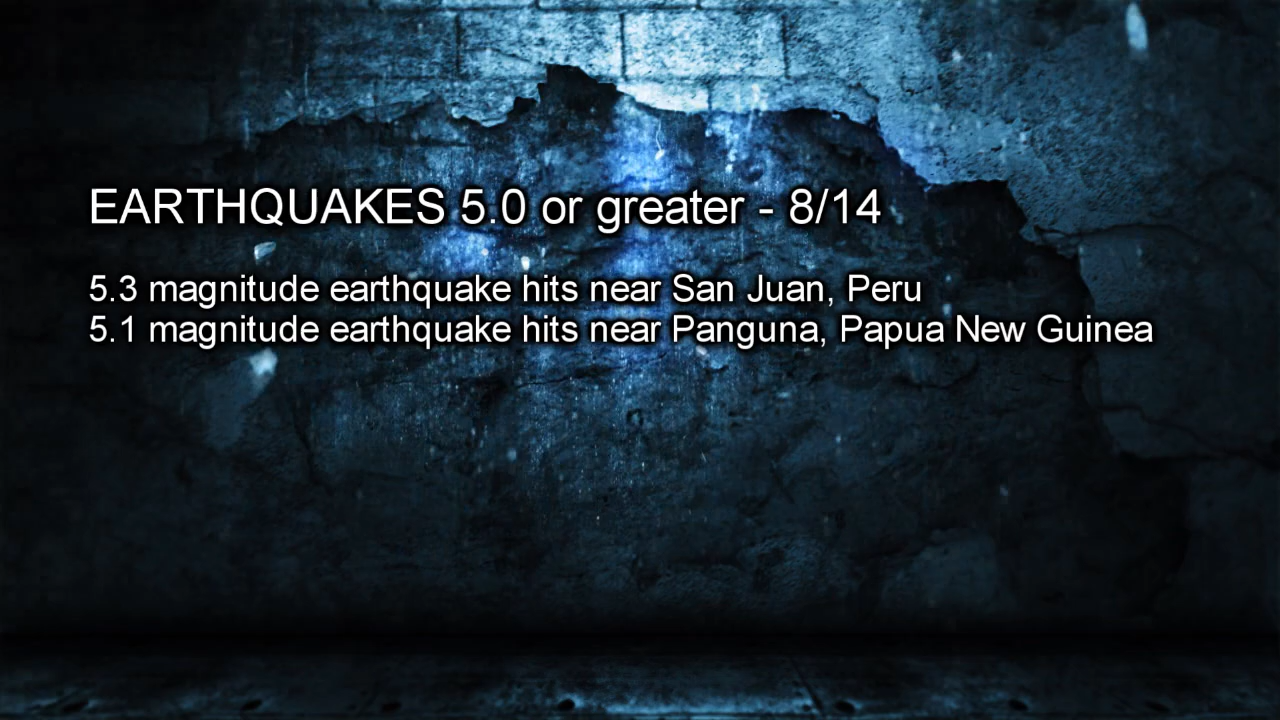 EARTHQUAKES 5.0 or greater - 8/14
5.3 magnitude earthquake hits near San Juan, Peru
5.1 magnitude earthquake hits near Panguna, Papua New Guinea